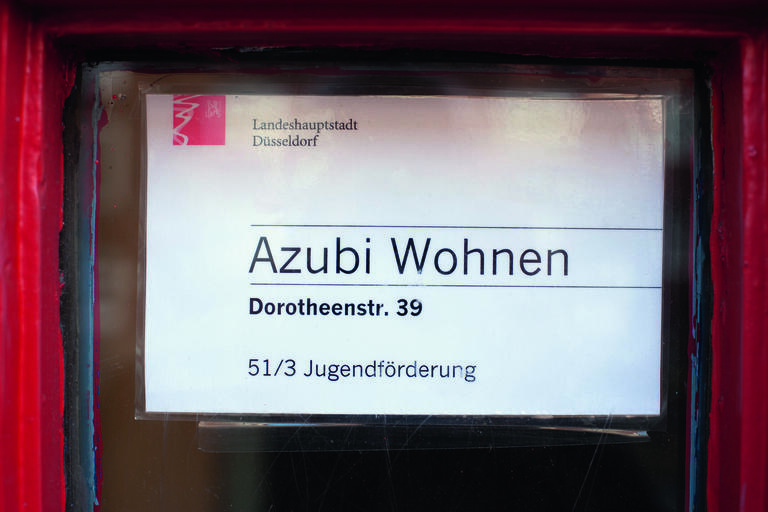 Landeshauptstadt
Düsseldorf
Azubi Wohnen
Dorotheenstr. 39
51/3 Jugendförderung